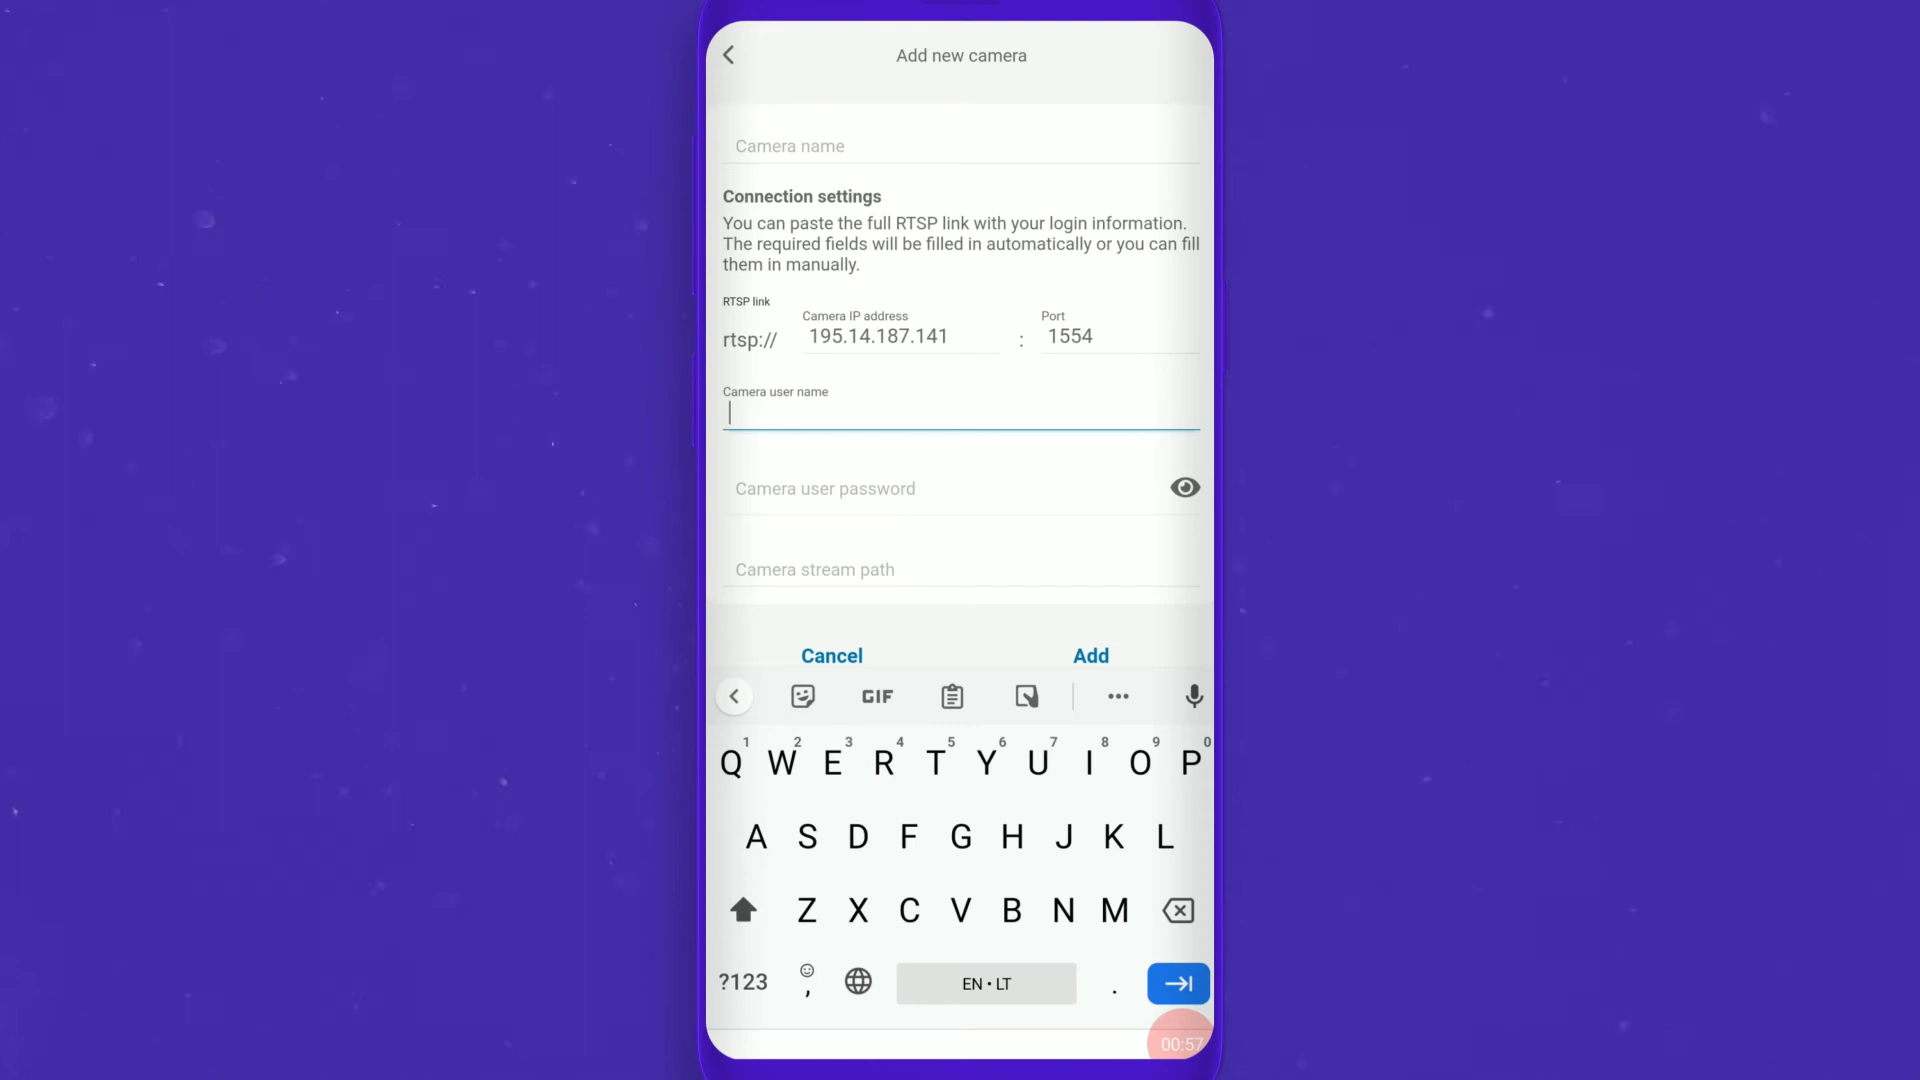 Add new camera
Camera name
Connection settings
You can paste the full RTSP link with your login information.
The required fields will be filled in automatically or you can fill
them in manually.
RTSP link
Camera IP address Port
rtsp:// 195.14.187.141 : 1554
Camera user name
Camera user password
Camera stream path
Cancel Add
GIF
1 2 3 4 5 6 7 8 9 0
Q W E R T Y U I O P
A S D F G H J K L
Z X C V B N M
?123 , EN • LT .
00:57